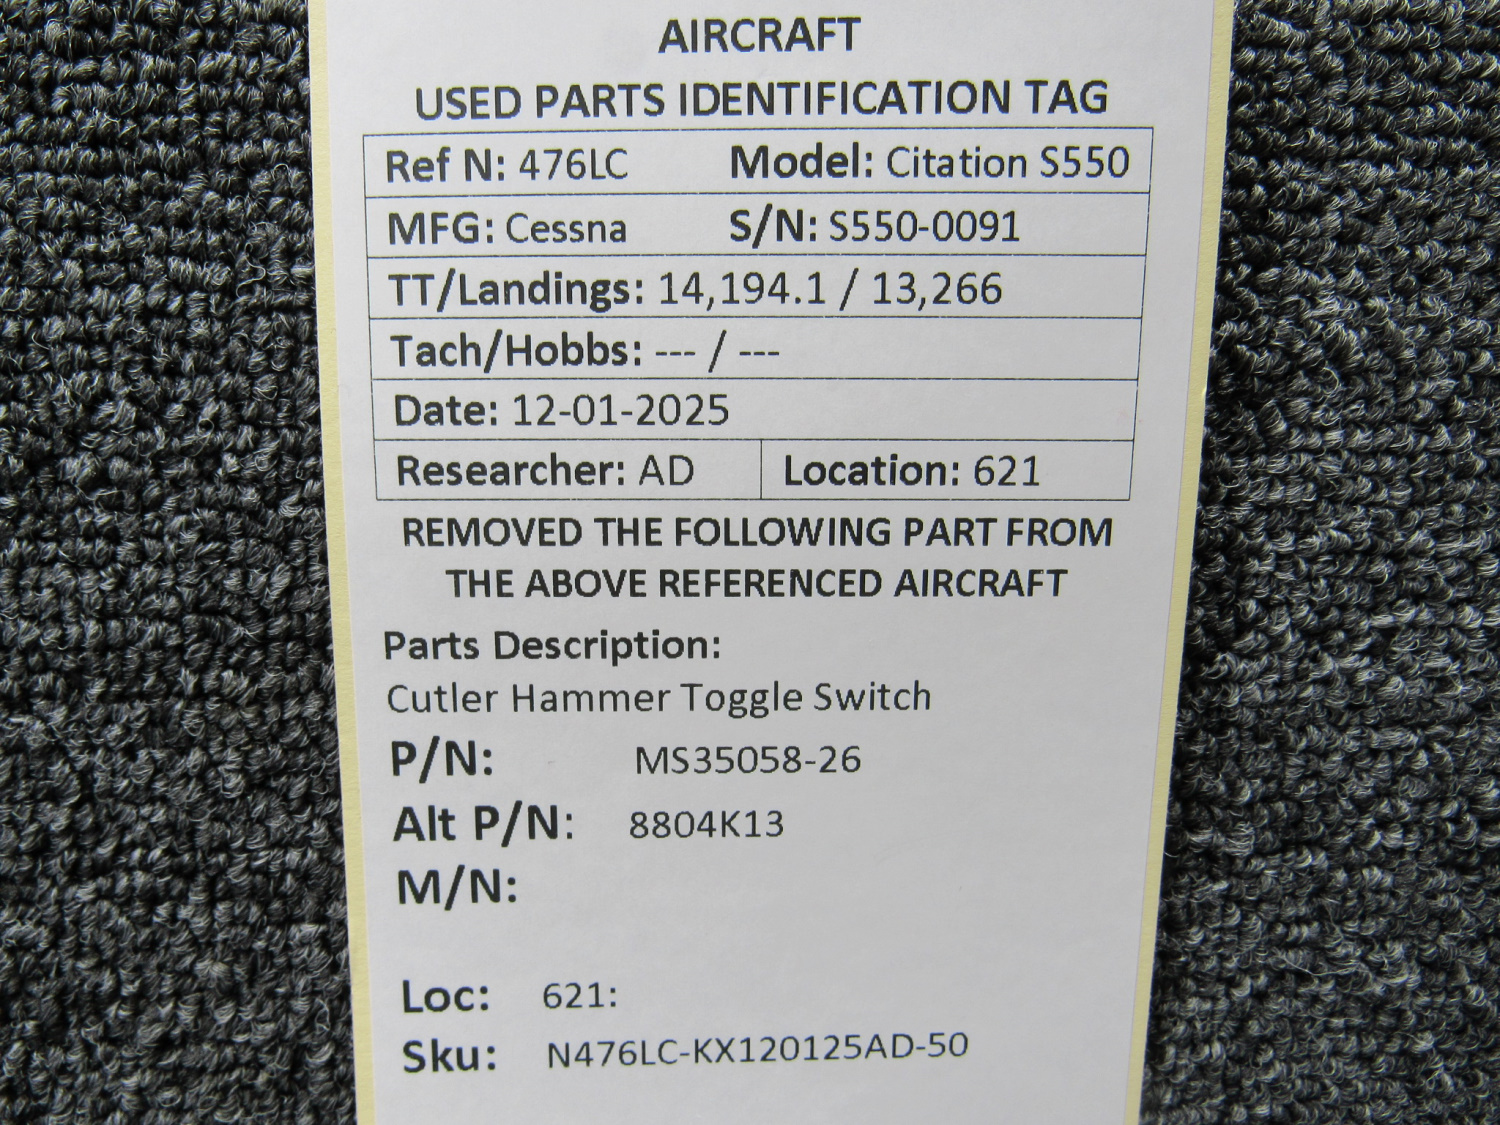 AIRCRAFT
USED PARTS IDENTIFICATION TAG
Ref N: 476LC Model: Citation S550
MFG: Cessna S/N: S550-0091
TT/Landings: 14,194.1 / 13,266
Tach/Hobbs: --- / ---
Date: 12-01-2025
Researcher: AD Location: 621
REMOVED THE FOLLOWING PART FROM
THE ABOVE REFERENCED AIRCRAFT
Parts Description:
Cutler Hammer Toggle Switch
P/N: MS35058-26
Alt P/N: 8804K13
M/N:
Loc: 621:
Sku: N476LC-KX120125AD-50